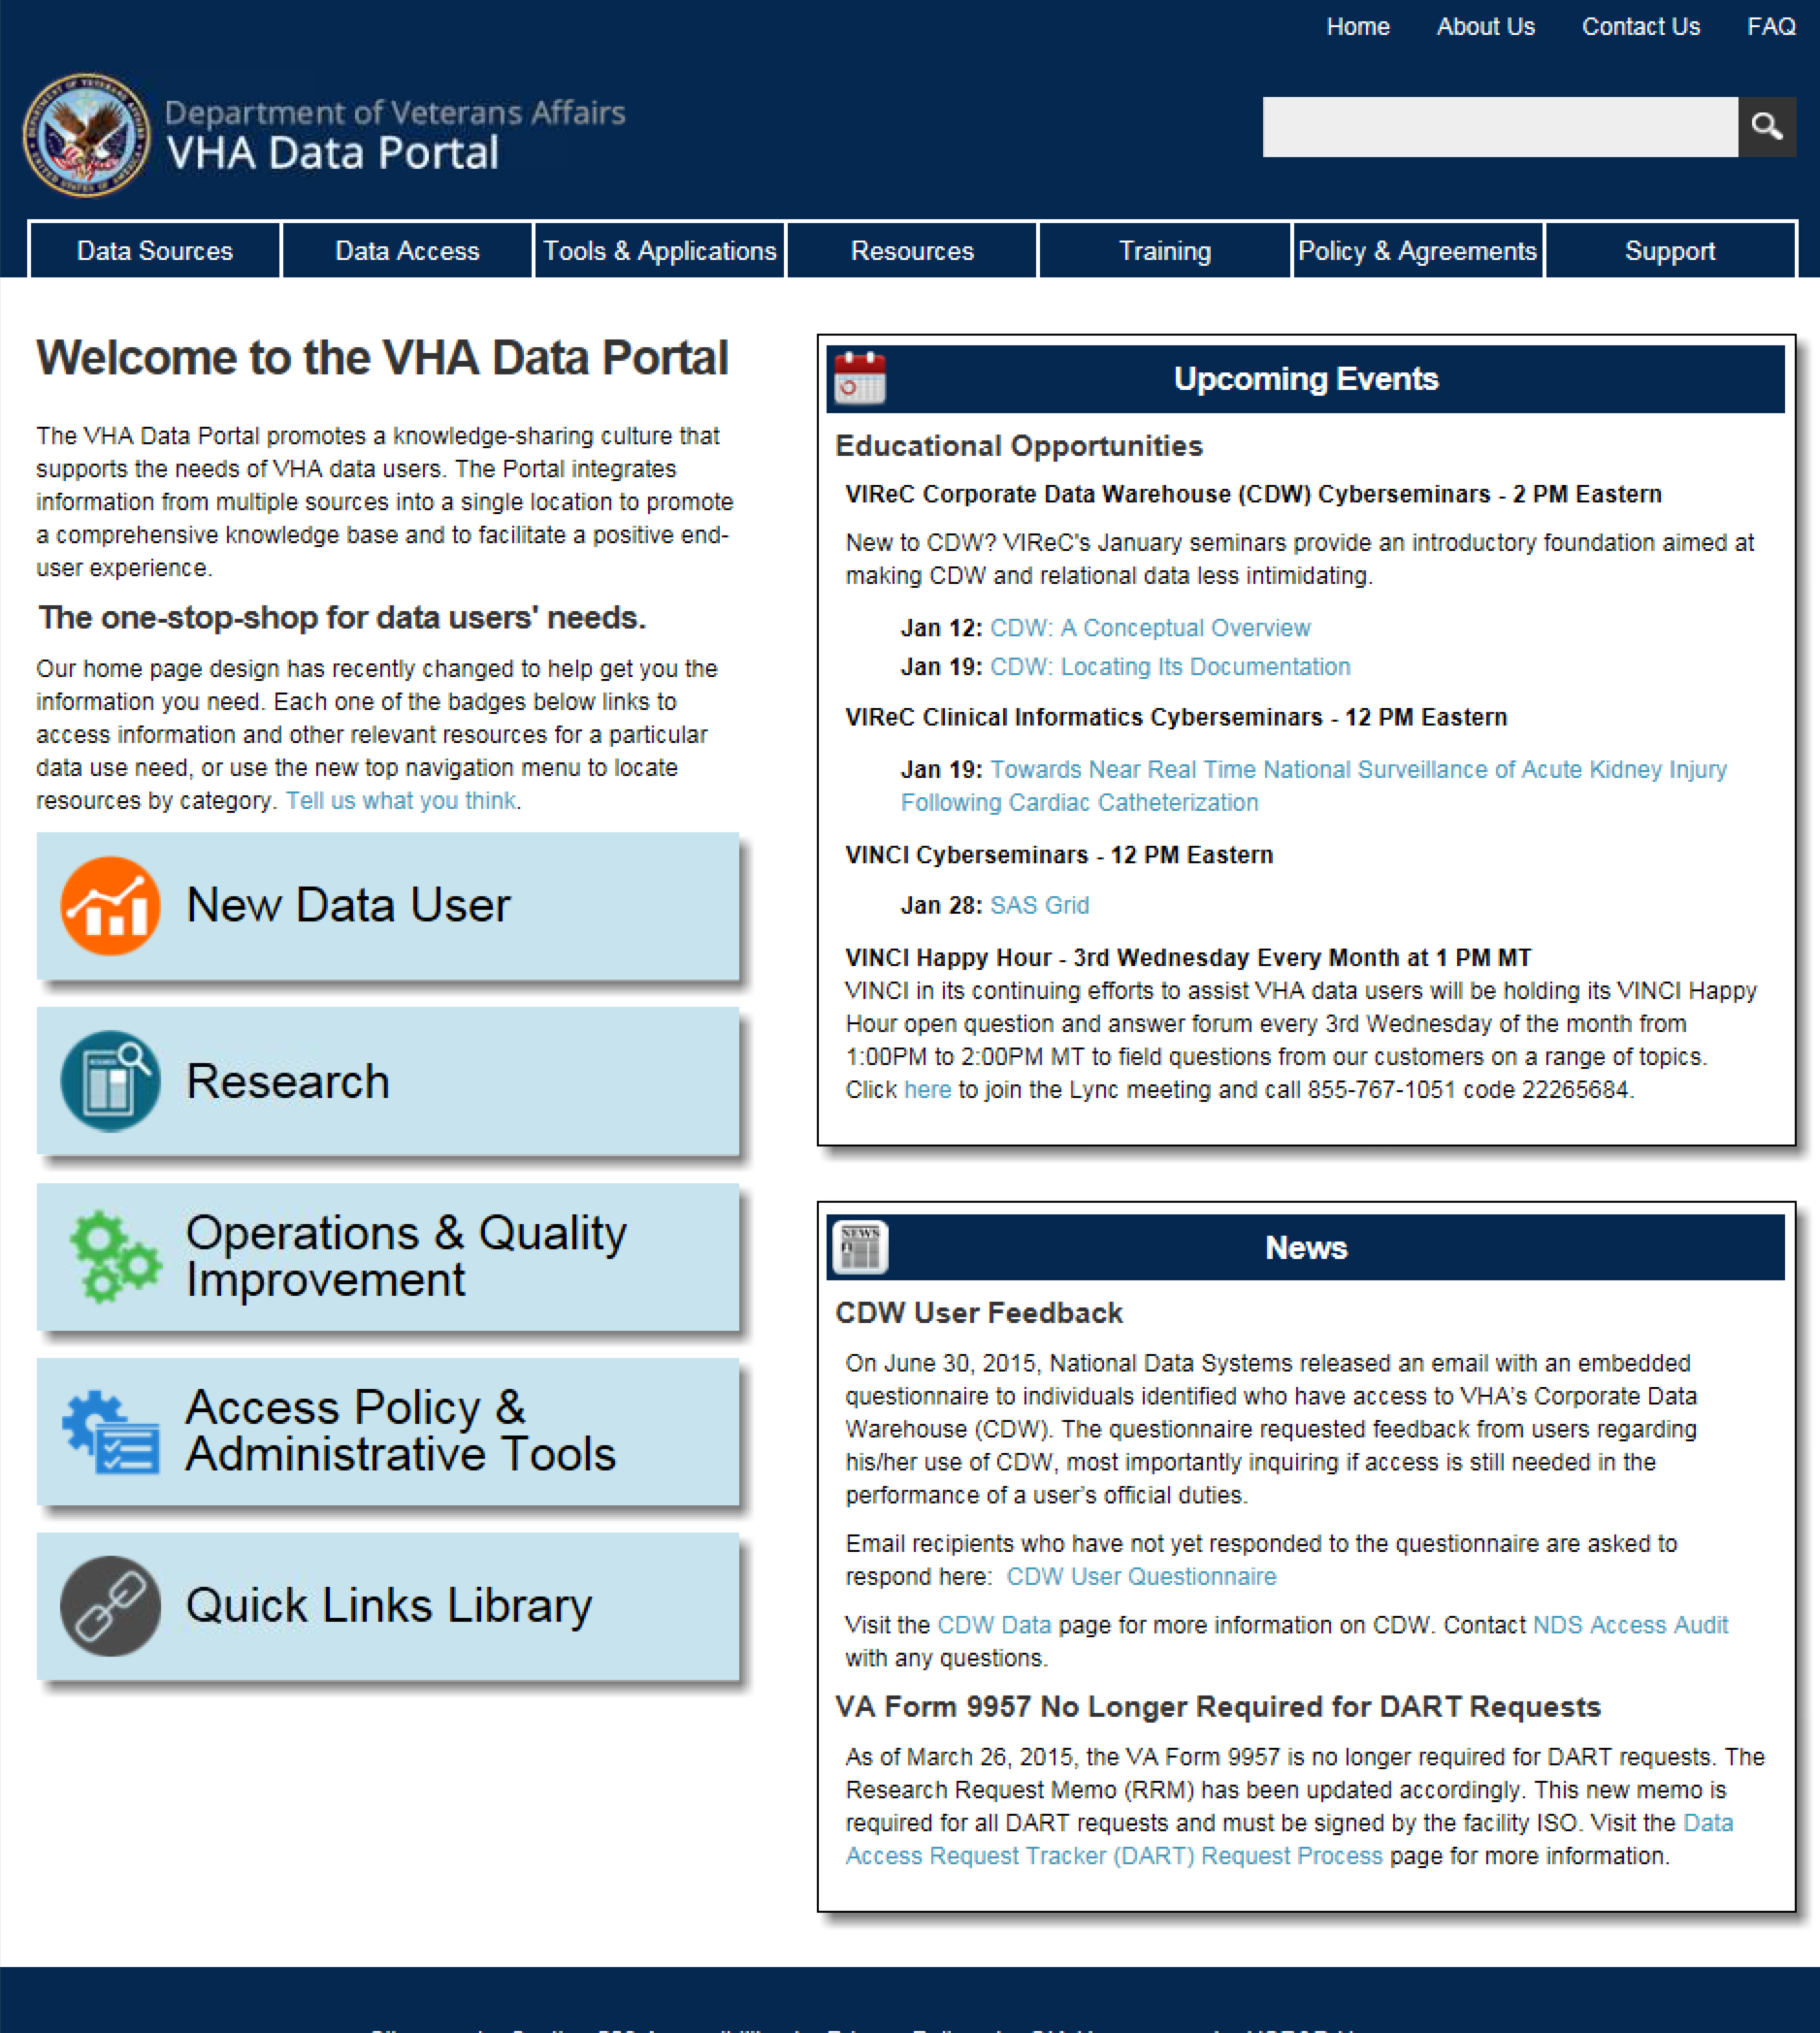 Home About Us Contact Us FAQ
Department of Veterans Affairs
VHA Data Portal
Data Sources Data Access Tools & Applications Resources Training Policy & Agreements Support
Welcome to the VHA Data Portal
The VHA Data Portal promotes a knowledge-sharing culture that
supports the needs of VHA data users. The Portal integrates
information from multiple sources into a single location to promote
a comprehensive knowledge base and to facilitate a positive end-
user experience.
The one-stop-shop for data users' needs.
Our home page design has recently changed to help get you the
information you need. Each one of the badges below links to
access information and other relevant resources for a particular
data use need, or use the new top navigation menu to locate
resources by category. Tell us what you think.
New Data User
Research
Operations & Quality
Improvement
Access Policy &
Administrative Tools
Quick Links Library
Upcoming Events
Educational Opportunities
VIReC Corporate Data Warehouse (CDW) Cyberseminars - 2 PM Eastern
New to CDW? VIReC's January seminars provide an introductory foundation aimed at
making CDW and relational data less intimidating.
Jan 12: CDW: A Conceptual Overview
Jan 19: CDW: Locating Its Documentation
VIReC Clinical Informatics Cyberseminars - 12 PM Eastern
Jan 19: Towards Near Real Time National Surveillance of Acute Kidney Injury
Following Cardiac Catheterization
VINCI Cyberseminars - 12 PM Eastern
Jan 28: SAS Grid
VINCI Happy Hour - 3rd Wednesday Every Month at 1 PM MT
VINCI in its continuing efforts to assist VHA data users will be holding its VINCI Happy
Hour open question and answer forum every 3rd Wednesday of the month from
1:00PM to 2:00PM MT to field questions from our customers on a range of topics.
Click here to join the Lync meeting and call 855-767-1051 code 22265684.
NEWS
News
CDW User Feedback
On June 30, 2015, National Data Systems released an email with an embedded
questionnaire to individuals identified who have access to VHA's Corporate Data
Warehouse (CDW). The questionnaire requested feedback from users regarding
his/her use of CDW, most importantly inquiring if access is still needed in the
performance of a user's official duties.
Email recipients who have not yet responded to the questionnaire are asked to
respond here: CDW User Questionnaire
Visit the CDW Data page for more information on CDW. Contact NDS Access Audit
with any questions.
VA Form 9957 No Longer Required for DART Requests
As of March 26, 2015, the VA Form 9957 is no longer required for DART requests. The
Research Request Memo (RRM) has been updated accordingly. This new memo is
required for all DART requests and must be signed by the facility ISO. Visit the Data
Access Request Tracker (DART) Request Process page for more information.